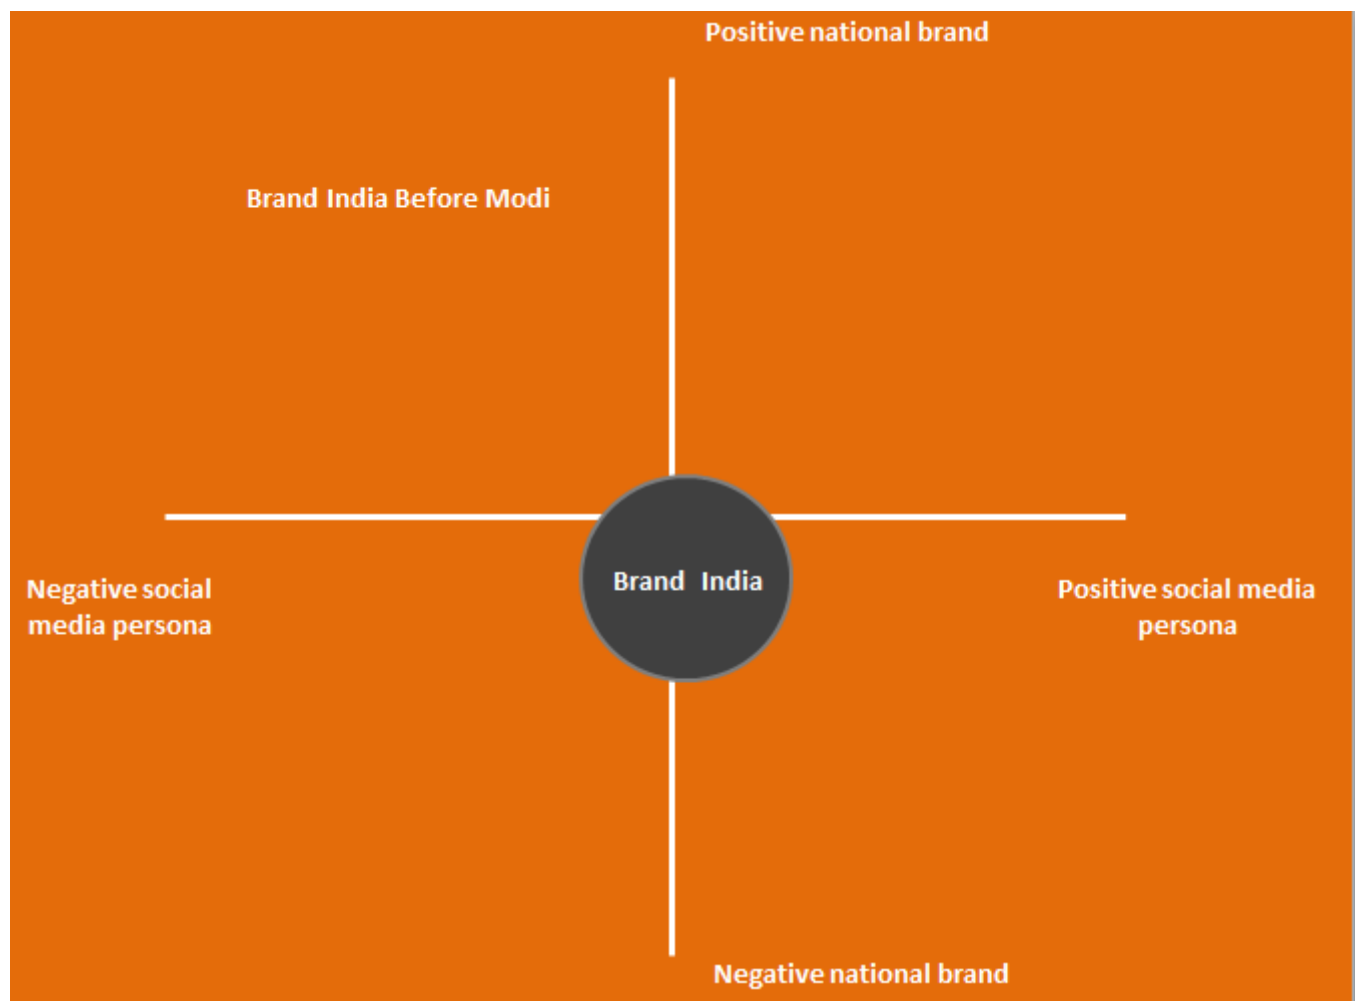 Positive national brand
Brand India Before Modi
Brand India
Negative social
media persona
Positive social media
persona
Negative national brand